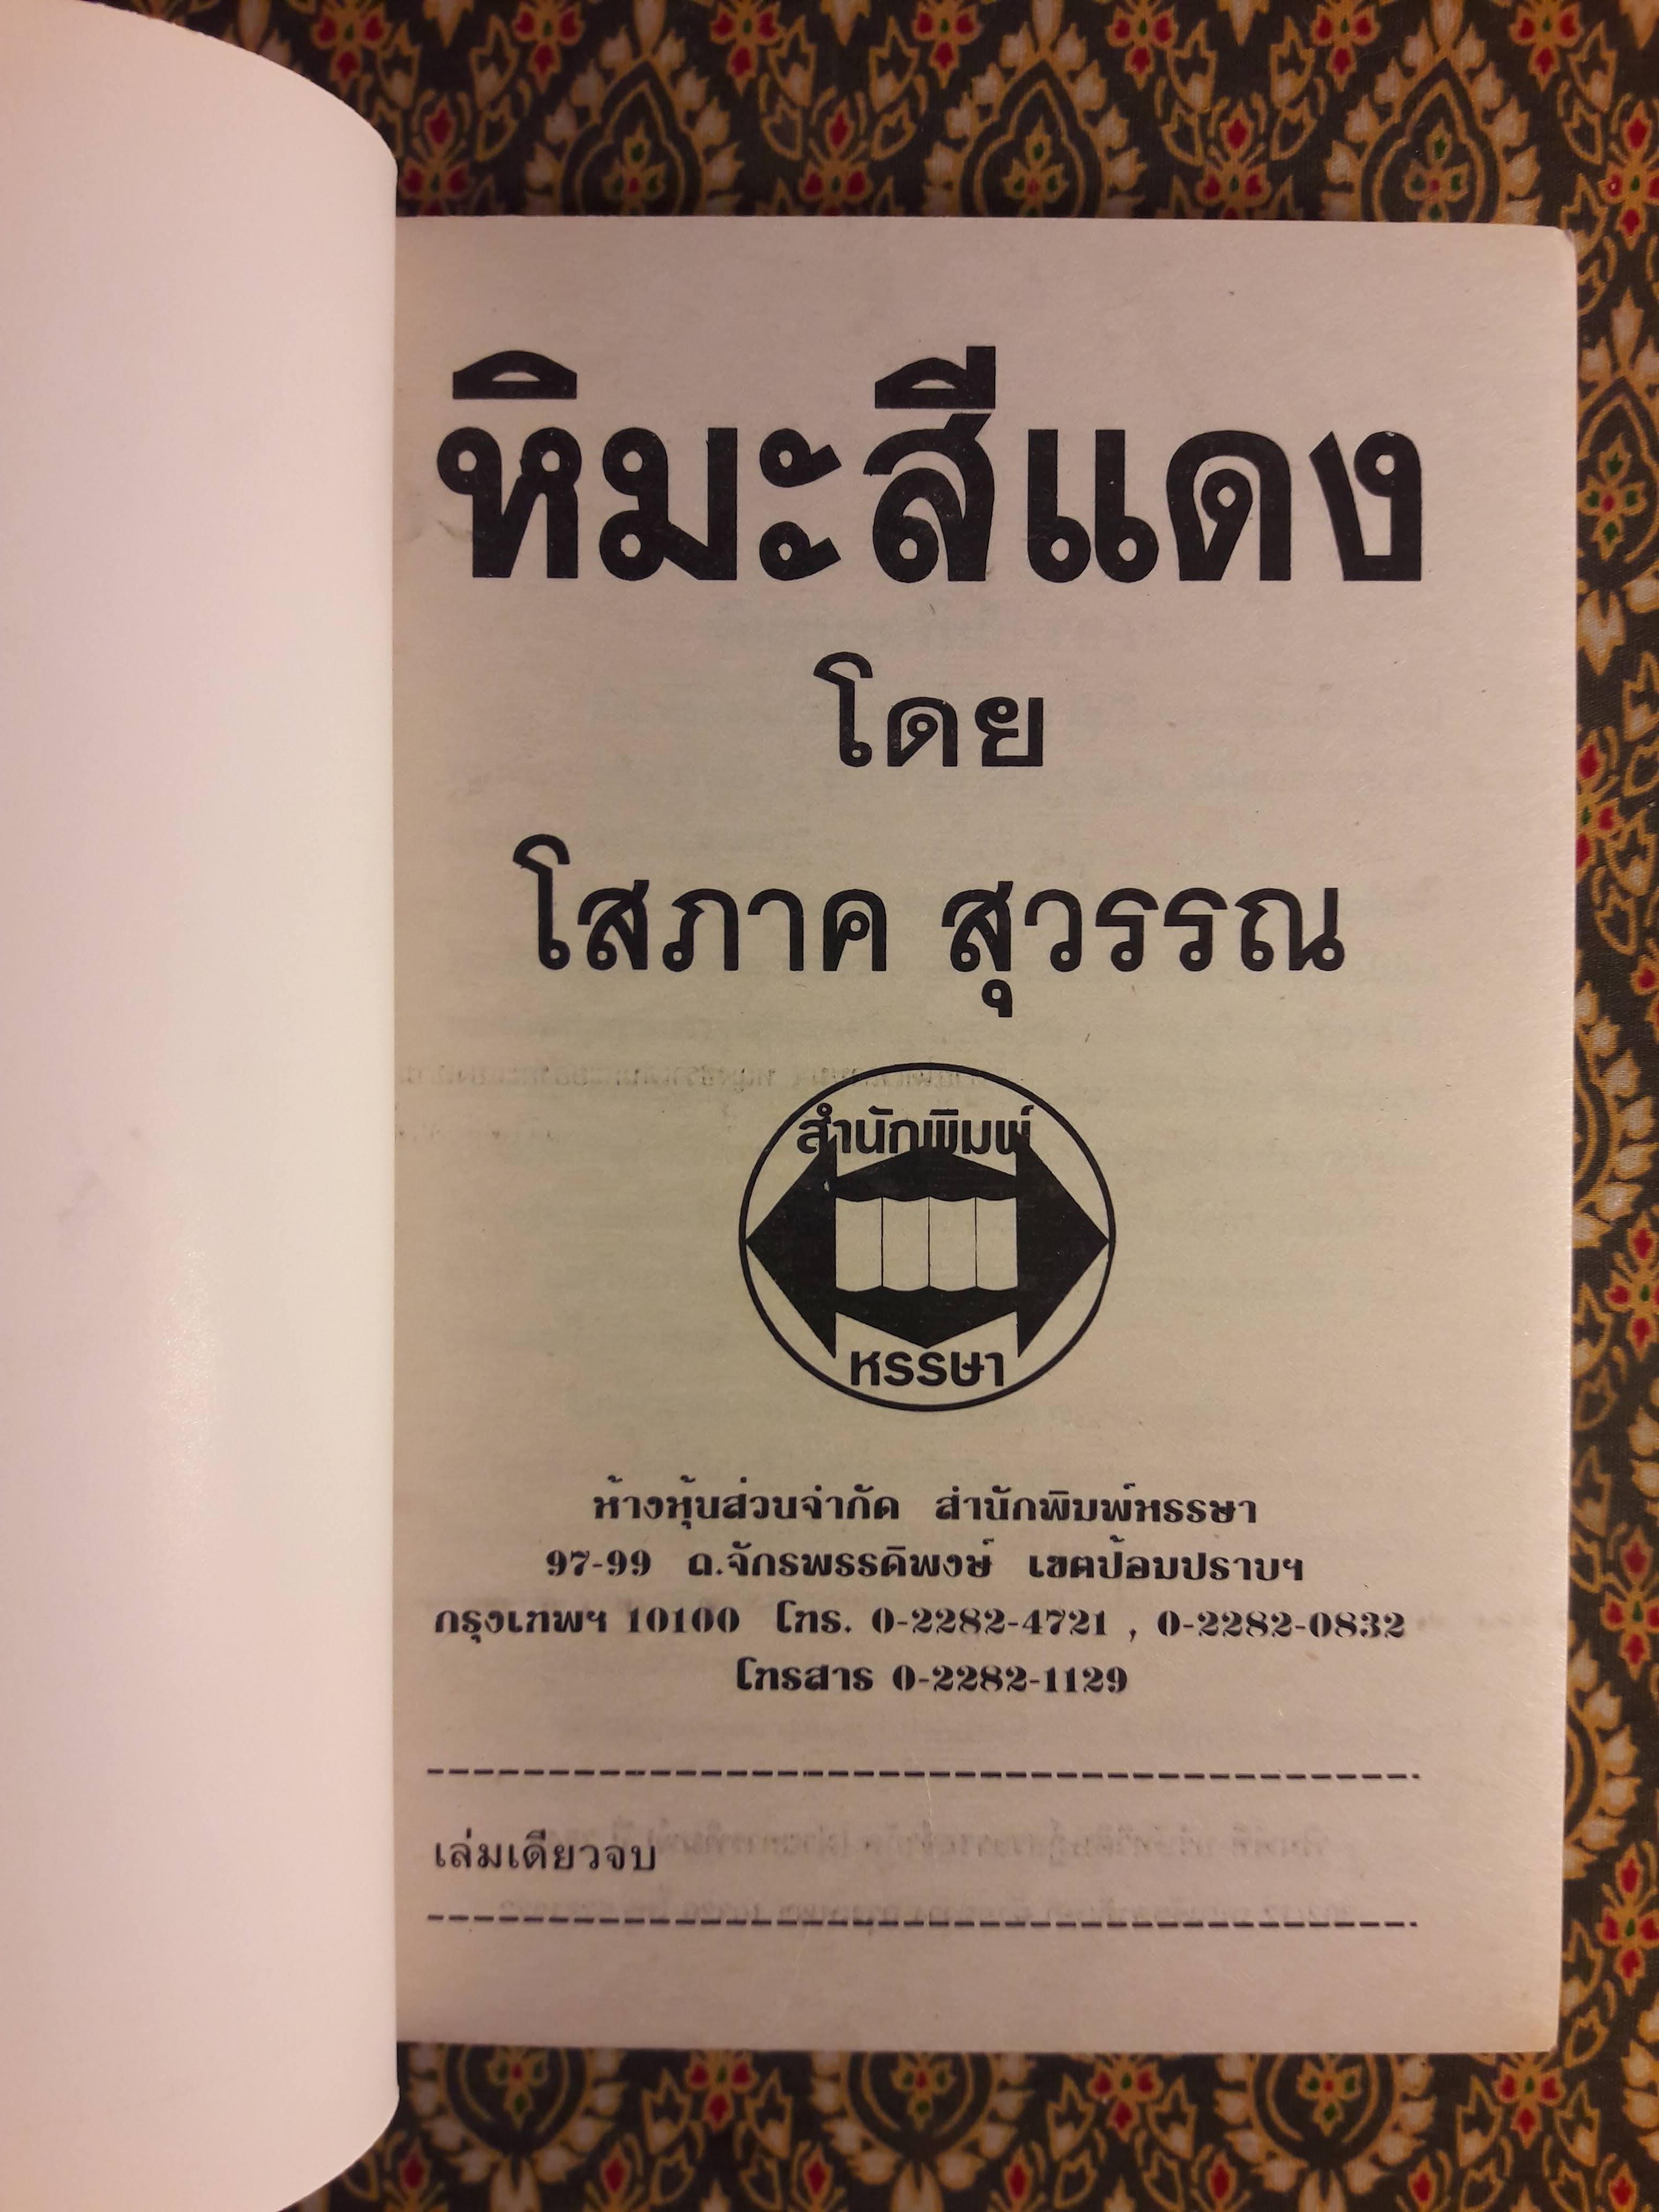 หิมะสีแดง
โดย
โสภาค สุวรรณ
สำนักพิมพ์
หรรษา
ห้างหุ้นส่วนจำกัด สำนักพิมพ์หรรษา
97-99 ถ.จักรพรรดิพงษ์ เขตป้อมปราบฯ
กรุงเทพฯ 10100 โทร. 0-2282-4721 , 0-2282-0832
โทรสาร 0-2282-1129
เล่มเดียวจบ